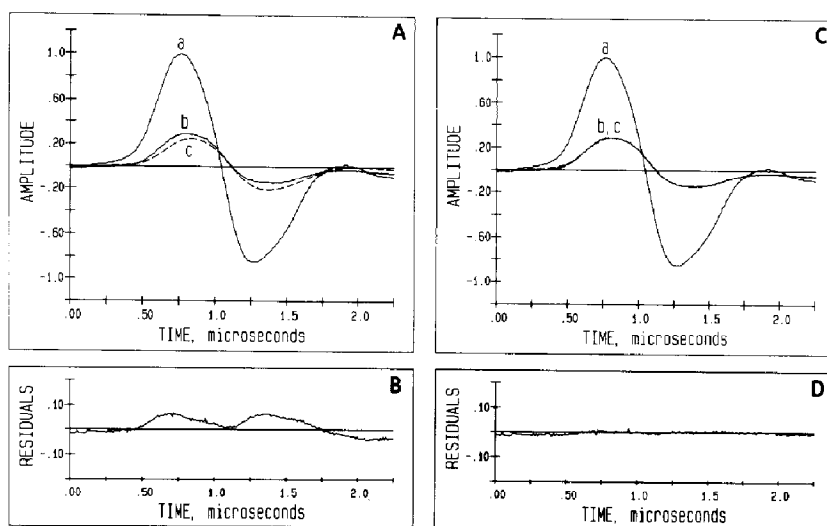 A
AMPLITUDE
1.0
.60
.20
-.20
-.60
-1.0
a
b
c
.00 .50 1.0 1.5 2.0
TIME, microseconds
B
RESIDUALS
.10
-.10
.00 .50 1.0 1.5 2.0
TIME, microseconds
C
AMPLITUDE
1.0
.60
.20
-.20
-.60
-1.0
a
b, c
.00 .50 1.0 1.5 2.0
TIME, microseconds
D
RESIDUALS
.10
-.10
.00 .50 1.0 1.5 2.0
TIME, microseconds